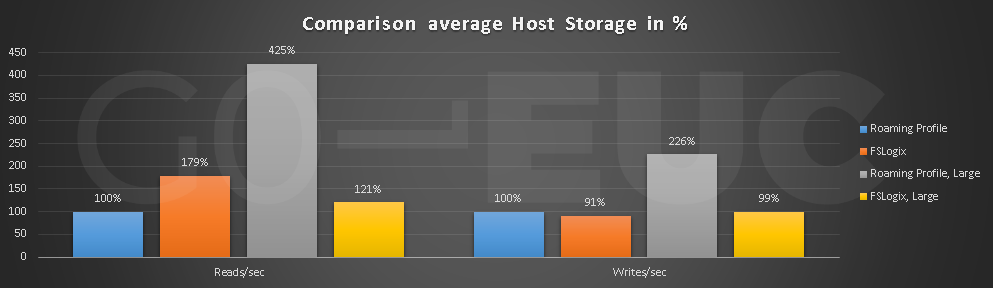 Comparison average Host Storage in %
450
400
350
300
250
200
150
100
50
0
100%
179%
425%
121%
100%
91%
226%
99%
Reads/sec
Writes/sec
Roaming Profile
FSLogix
Roaming Profile, Large
FSLogix, Large
GO-EUC